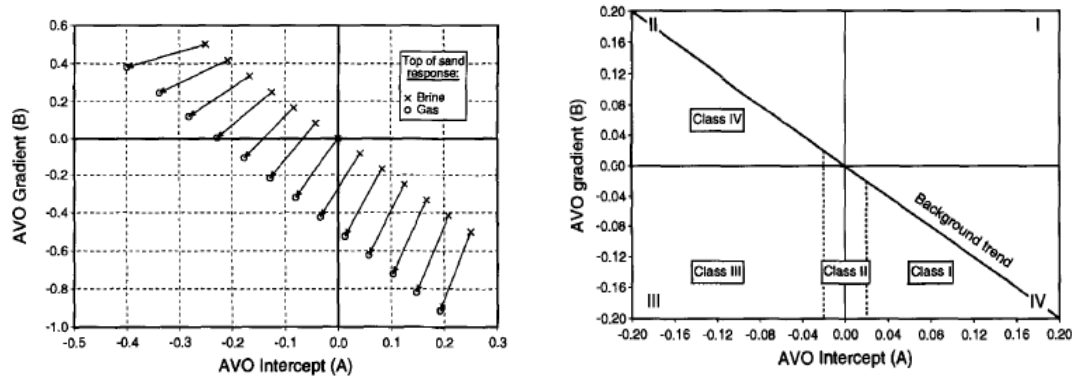 0.6
0.4
0.2
0.0
-0.2
-0.4
-0.6
-0.8
-1.0
-0.5
-0.4
-0.3
-0.2
-0.1
0.0
0.1
0.2
0.3
AVO Gradient (B)
AVO Intercept (A)
Top of sand
response:
× Brine
o Gas
0.20
0.16
0.12
0.08
0.04
0.00
-0.04
-0.08
-0.12
-0.16
-0.20
-0.20
-0.16
-0.12
-0.08
-0.04
0.00
0.04
0.08
0.12
0.16
0.20
AVO gradient (B)
AVO Intercept (A)
II
I
Class IV
Background trend
Class III
Class II
Class I
III
IV